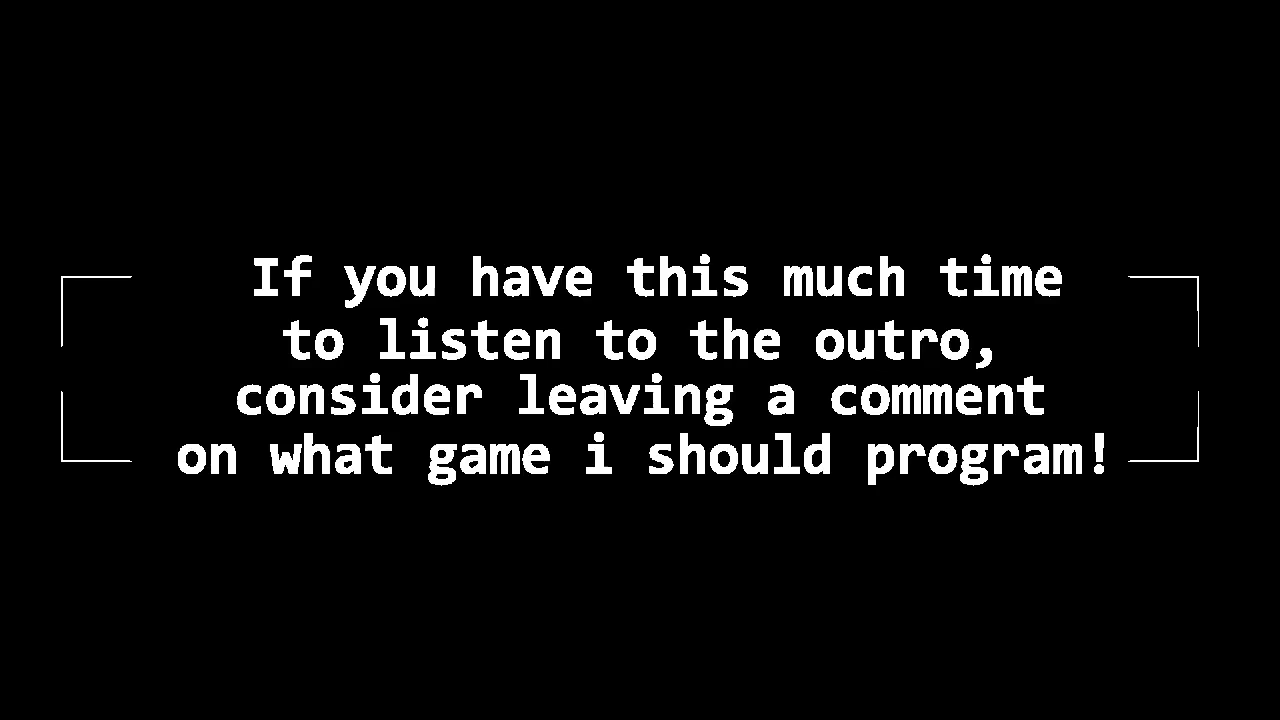 If you have this much time
to listen to the outro,
consider leaving a comment
on what game i should program!